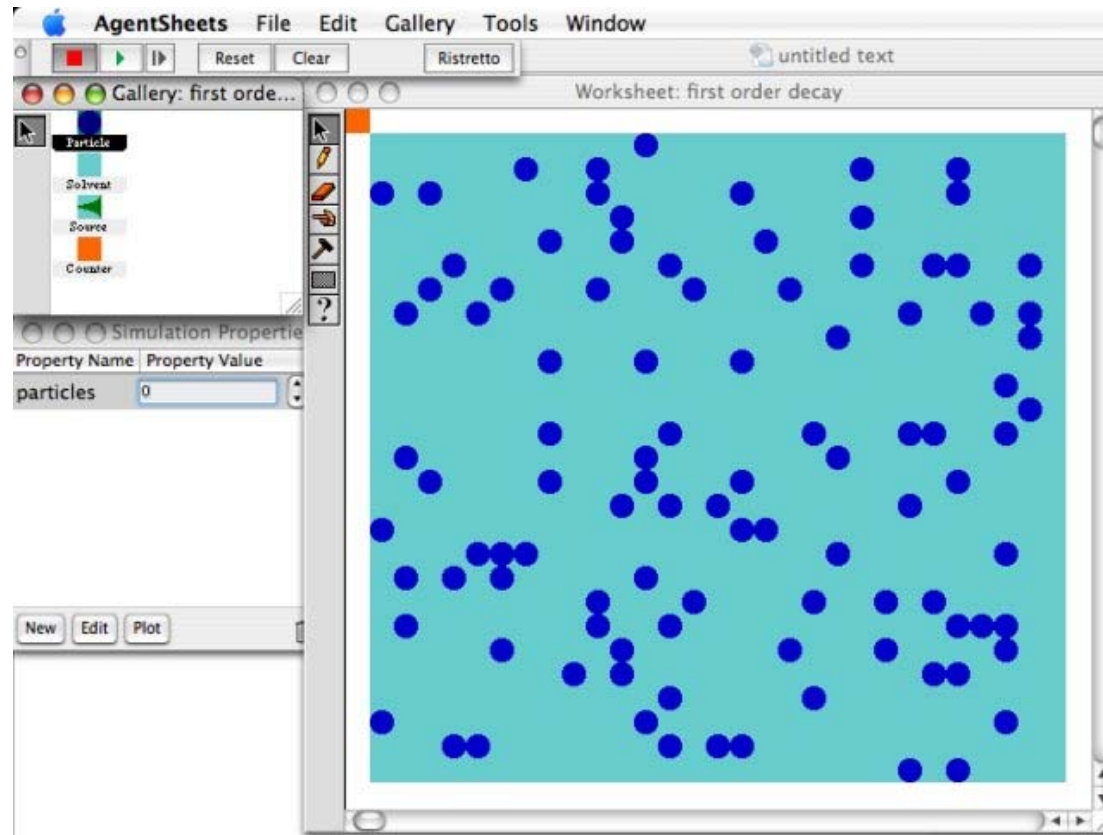 AgentSheets File Edit Gallery Tools Window
Reset Clear Ristretto
untitled text
Gallery: first orde...
Worksheet: first order decay
Particle
Solvent
Source
Counter
?
Simulation Propertie
Property Name Property Value
particles 0
New Edit Plot